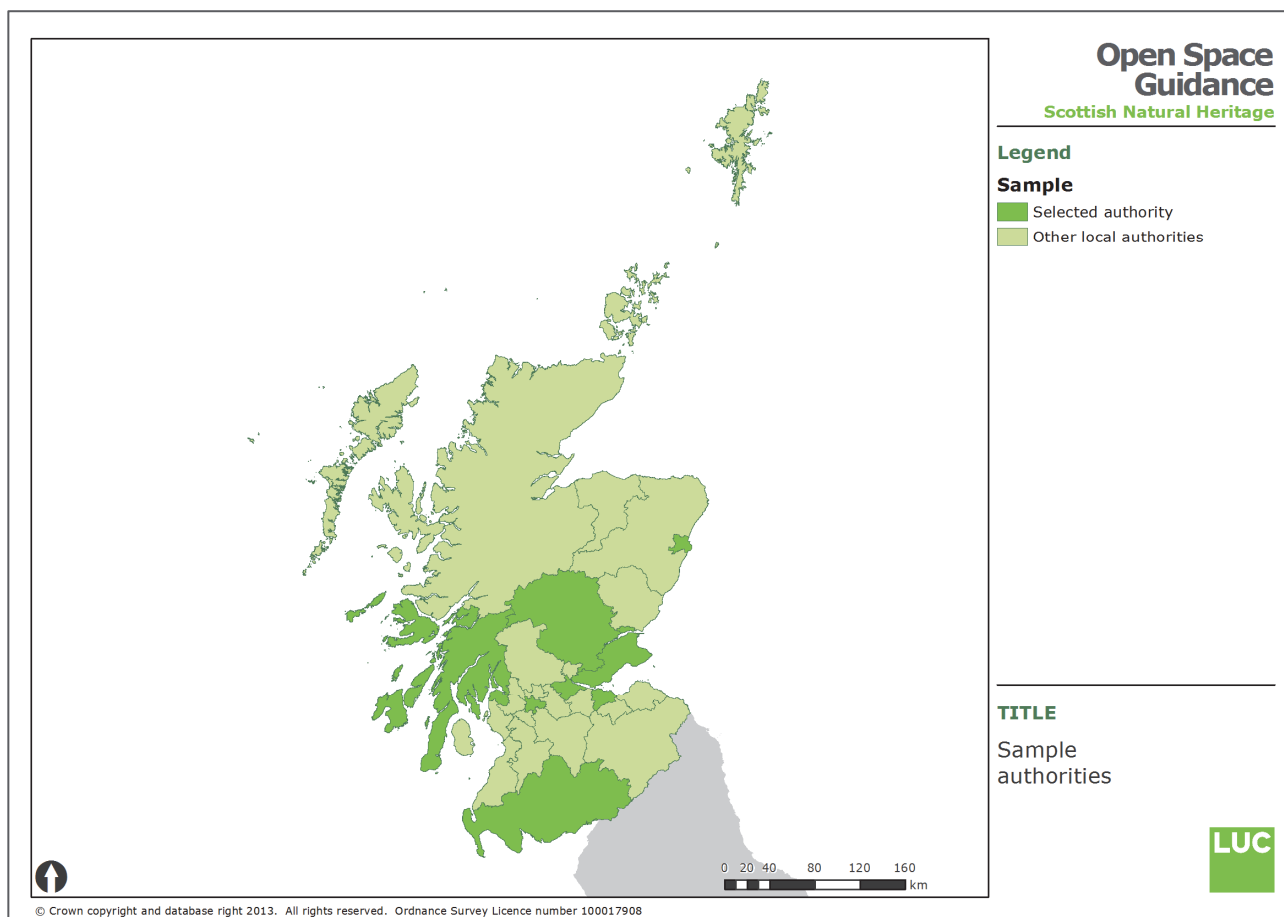 Open Space
Guidance
Scottish Natural Heritage
Legend
Sample
Selected authority
Other local authorities
TITLE
Sample
authorities
LUC
0 20 40 80 120 160
km
© Crown copyright and database right 2013. All rights reserved. Ordnance Survey Licence number 100017908